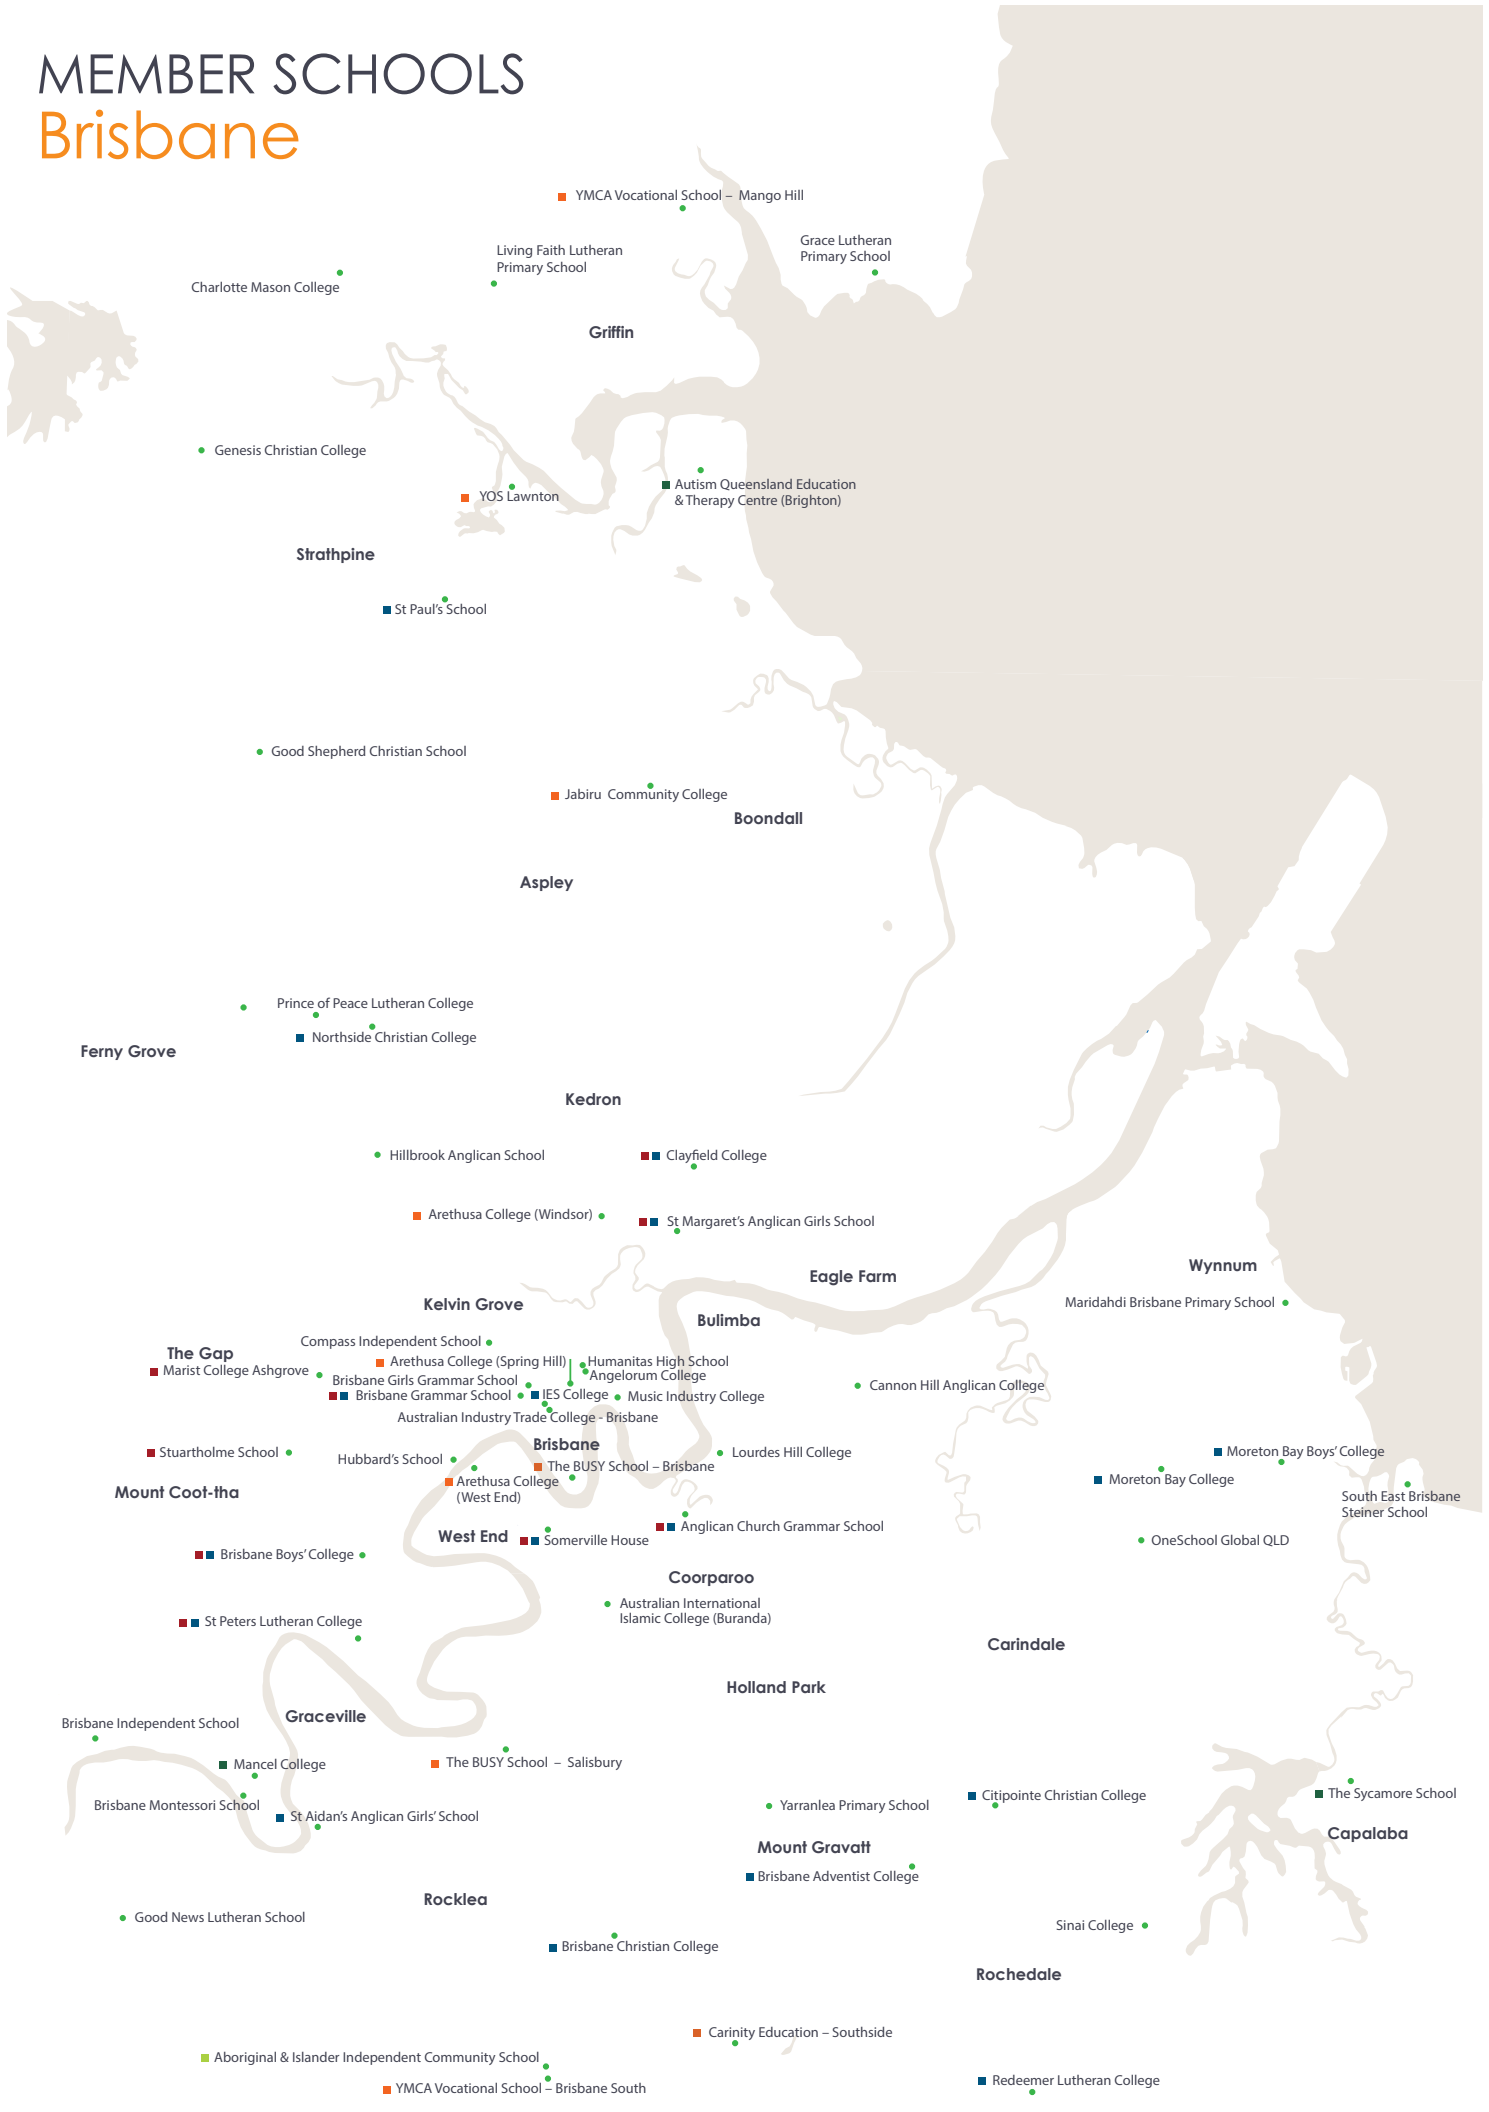 MEMBER SCHOOLS
Brisbane
YMCA Vocational School – Mango Hill
Grace Lutheran
Primary School
Living Faith Lutheran
Primary School
Charlotte Mason College
Griffin
Genesis Christian College
Autism Queensland Education
& Therapy Centre (Brighton)
YOS Lawnton
Strathpine
St Paul's School
Good Shepherd Christian School
Jabiru Community College
Boondall
Aspley
Prince of Peace Lutheran College
Northside Christian College
Ferny Grove
Kedron
Hillbrook Anglican School
Clayfield College
Arethusa College (Windsor)
St Margaret's Anglican Girls School
Wynnum
Eagle Farm
Maridahdi Brisbane Primary School
Kelvin Grove
Bulimba
Compass Independent School
The Gap
Arethusa College (Spring Hill)
Humanitas High School
Marist College Ashgrove
Angelorum College
Brisbane Girls Grammar School
Cannon Hill Anglican College
Brisbane Grammar School
IES College
Music Industry College
Australian Industry Trade College - Brisbane
Brisbane
Stuartholme School
Hubbard's School
Lourdes Hill College
Moreton Bay Boys' College
The BUSY School – Brisbane
Moreton Bay College
Arethusa College
(West End)
Mount Coot-tha
South East Brisbane
Steiner School
Anglican Church Grammar School
West End
Somerville House
OneSchool Global QLD
Brisbane Boys' College
Coorparoo
Australian International
Islamic College (Buranda)
St Peters Lutheran College
Carindale
Holland Park
Graceville
Brisbane Independent School
Mancel College
The BUSY School – Salisbury
Citipointe Christian College
The Sycamore School
Brisbane Montessori School
Yarranlea Primary School
St Aidan's Anglican Girls' School
Capalaba
Mount Gravatt
Brisbane Adventist College
Rocklea
Good News Lutheran School
Sinai College
Brisbane Christian College
Rochedale
Carinity Education – Southside
Aboriginal & Islander Independent Community School
Redeemer Lutheran College
YMCA Vocational School – Brisbane South